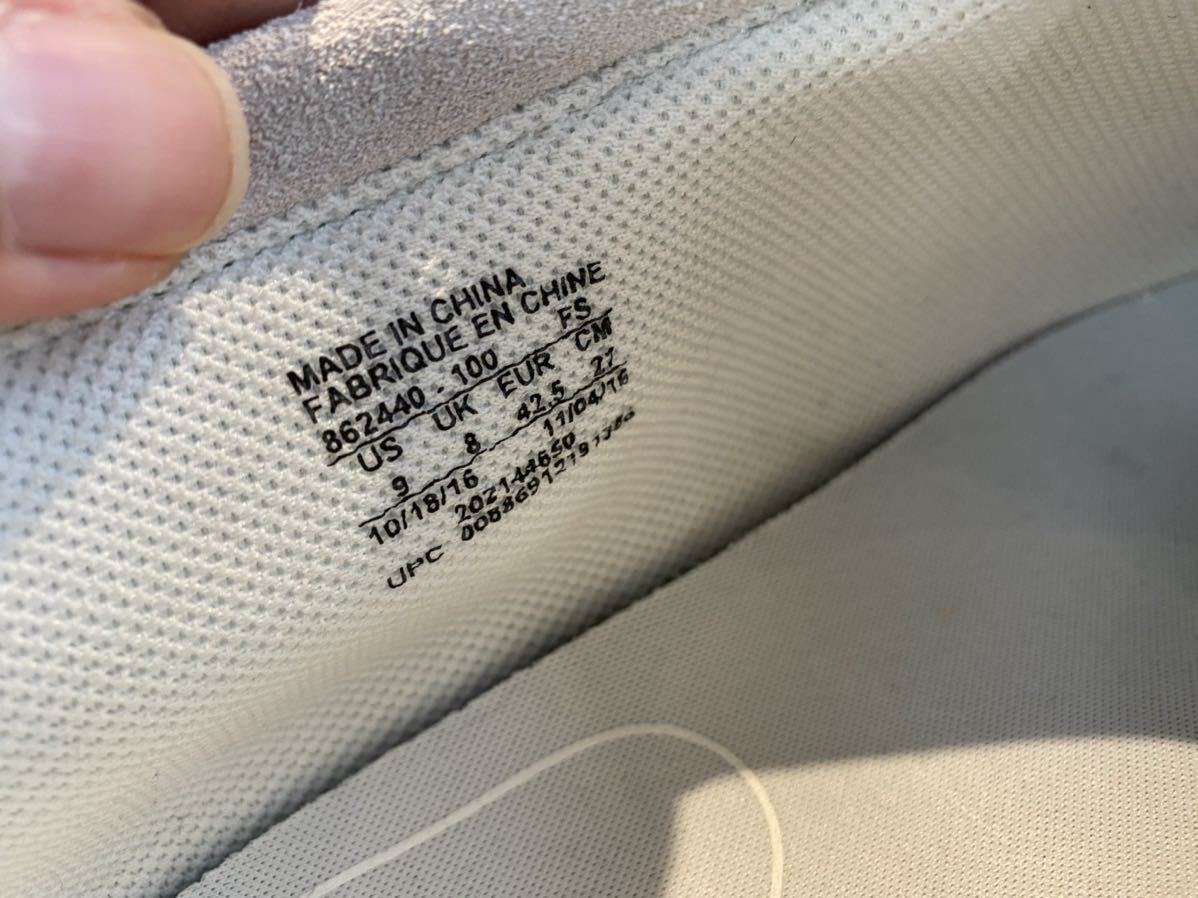 MADE IN CHINA
FABRIQUE EN CHINE
862440 - 100 FS
US UK EUR CM
9 8 42.5 27
10/18/16 11/04/16
UPC